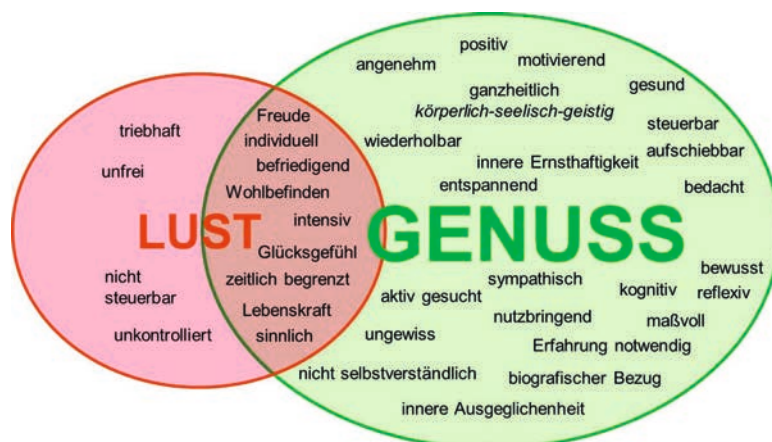 triebhaft
unfrei
LUST
nicht
steuerbar
unkontrolliert
Freude
individuell
befriedigend
Wohlbefinden
intensiv
Glücksgefühl
zeitlich begrenzt
Lebenskraft
sinnlich
positiv
angenehm
motivierend
ganzheitlich
gesund
körperlich-seelisch-geistig
steuerbar
wiederholbar
aufschiebbar
innere Ernsthaftigkeit
entspannend
bedacht
GENUSS
bewusst
sympathisch
kognitiv
reflexiv
aktiv gesucht
nutzbringend
maßvoll
ungewiss
Erfahrung notwendig
nicht selbstverständlich
biografischer Bezug
innere Ausgeglichenheit